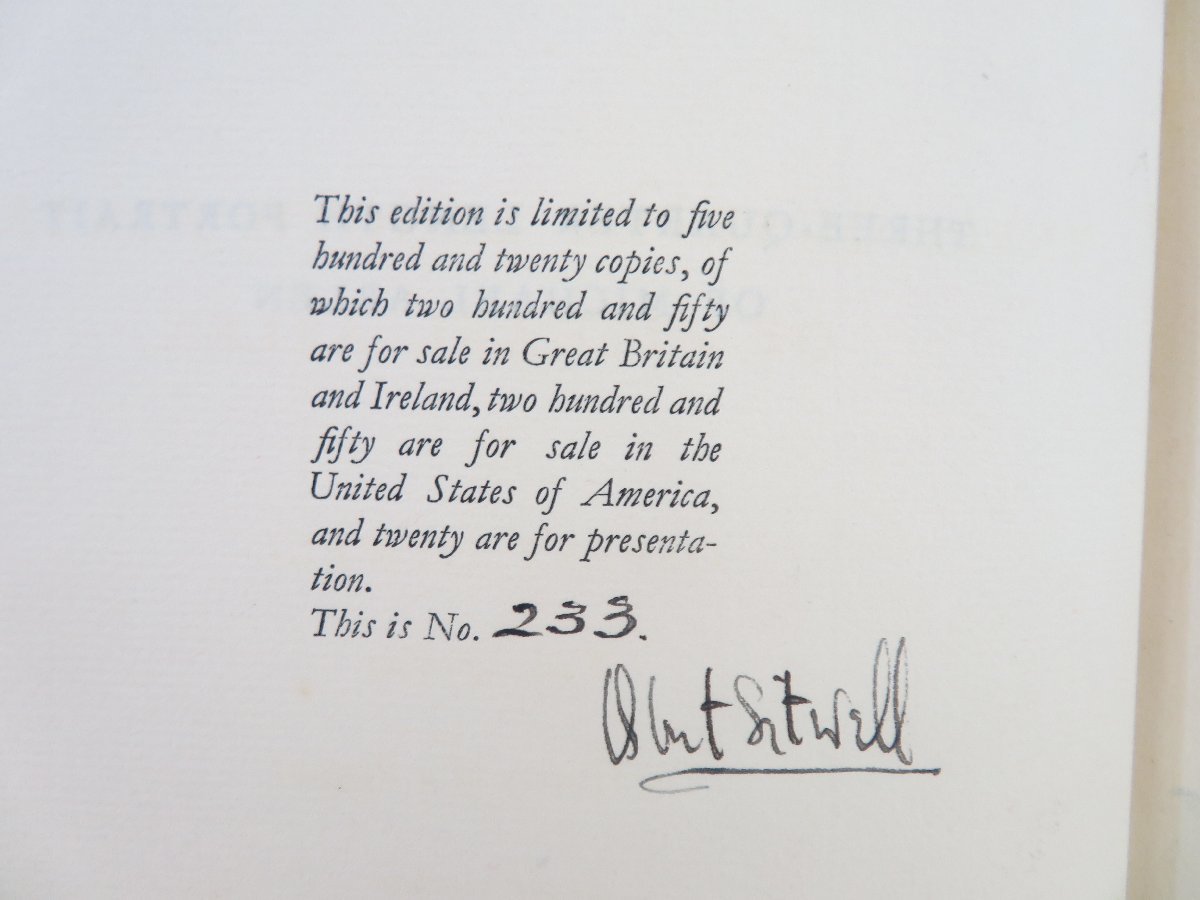 This edition is limited to five
hundred and twenty copies, of
which two hundred and fifty
are for sale in Great Britain
and Ireland, two hundred and
fifty are for sale in the
United States of America,
and twenty are for presenta-
tion.
This is No. 233.
Osbert Sitwell